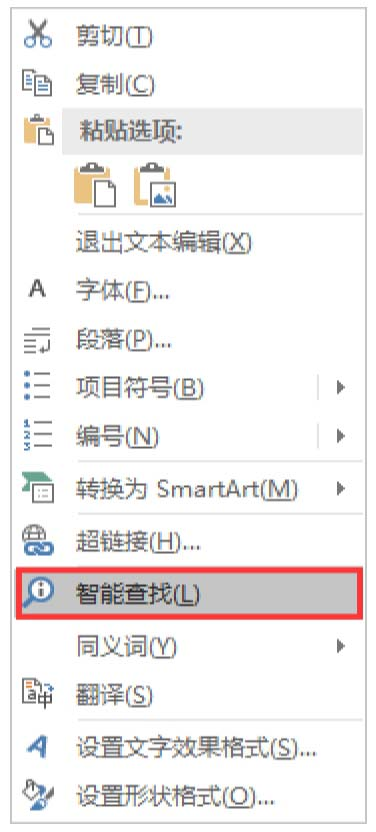 剪切(T)
复制(C)
粘贴选项:
退出文本编辑(X)
A 字体(F)...
段落(P)...
项目符号(B)
编号(N)
转换为 SmartArt(M)
超链接(H)...
智能查找(L)
同义词(Y)
翻译(S)
A 设置文字效果格式(S)...
设置形状格式(O)...